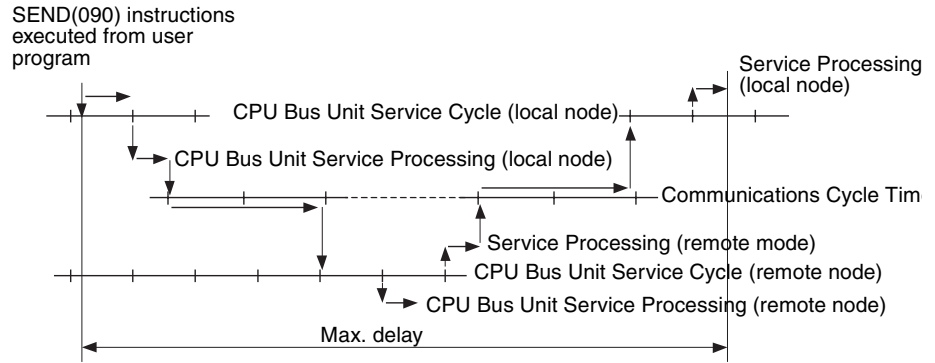 SEND(090) instructions
executed from user
program
Service Processing
(local node)
CPU Bus Unit Service Cycle (local node)
CPU Bus Unit Service Processing (local node)
Communications Cycle Tim
Service Processing (remote mode)
CPU Bus Unit Service Cycle (remote node)
CPU Bus Unit Service Processing (remote node)
Max. delay